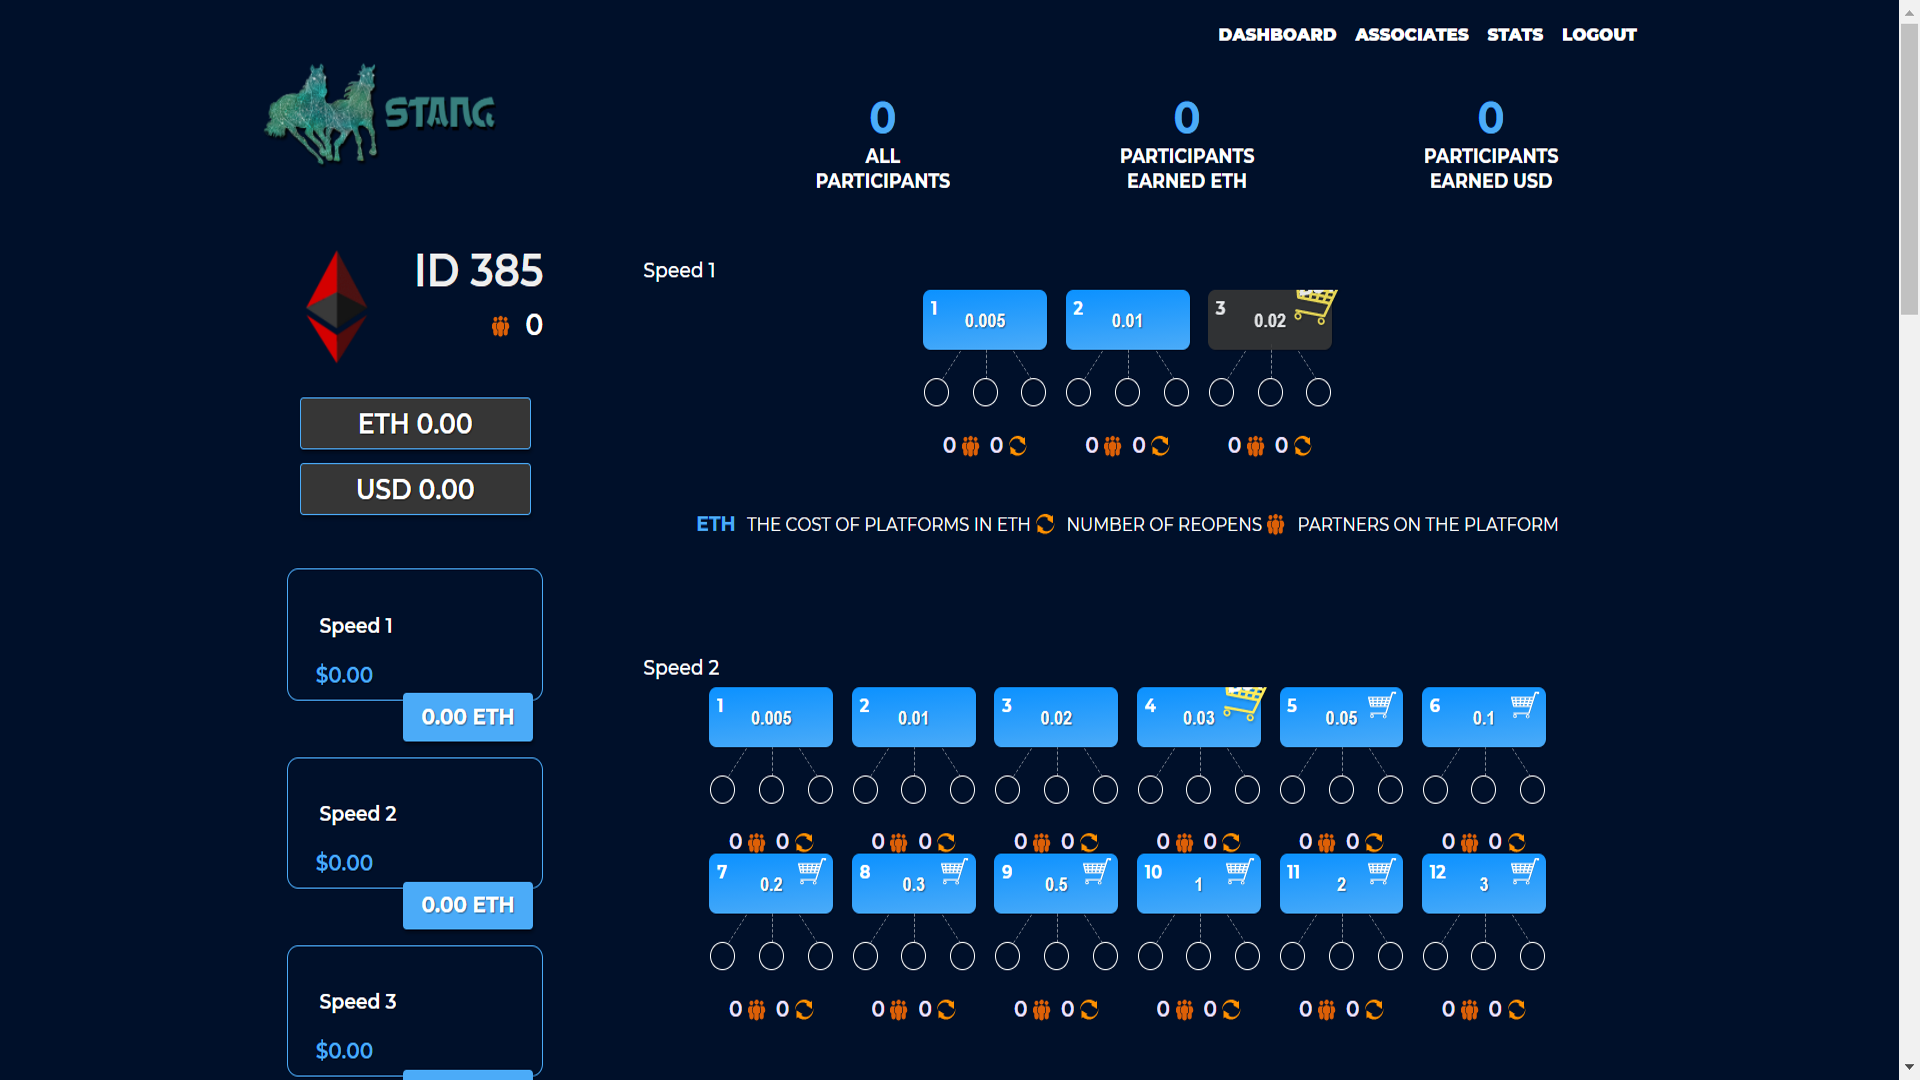 DASHBOARD ASSOCIATES STATS LOGOUT
STANG
0 0 0
ALL PARTICIPANTS PARTICIPANTS
PARTICIPANTS EARNED ETH EARNED USD
ID 385
0
ETH 0.00
USD 0.00
Speed 1
$0.00
0.00 ETH
Speed 2
$0.00
0.00 ETH
Speed 3
$0.00
Speed 1
1 0.005 2 0.01 3 0.02
0 0 0 0 0 0
ETH THE COST OF PLATFORMS IN ETH NUMBER OF REOPENS PARTNERS ON THE PLATFORM
Speed 2
1 0.005 2 0.01 3 0.02 4 0.03 5 0.05 6 0.1
0 0 0 0 0 0 0 0 0 0 0 0
7 0.2 8 0.3 9 0.5 10 1 11 2 12 3
0 0 0 0 0 0 0 0 0 0 0 0